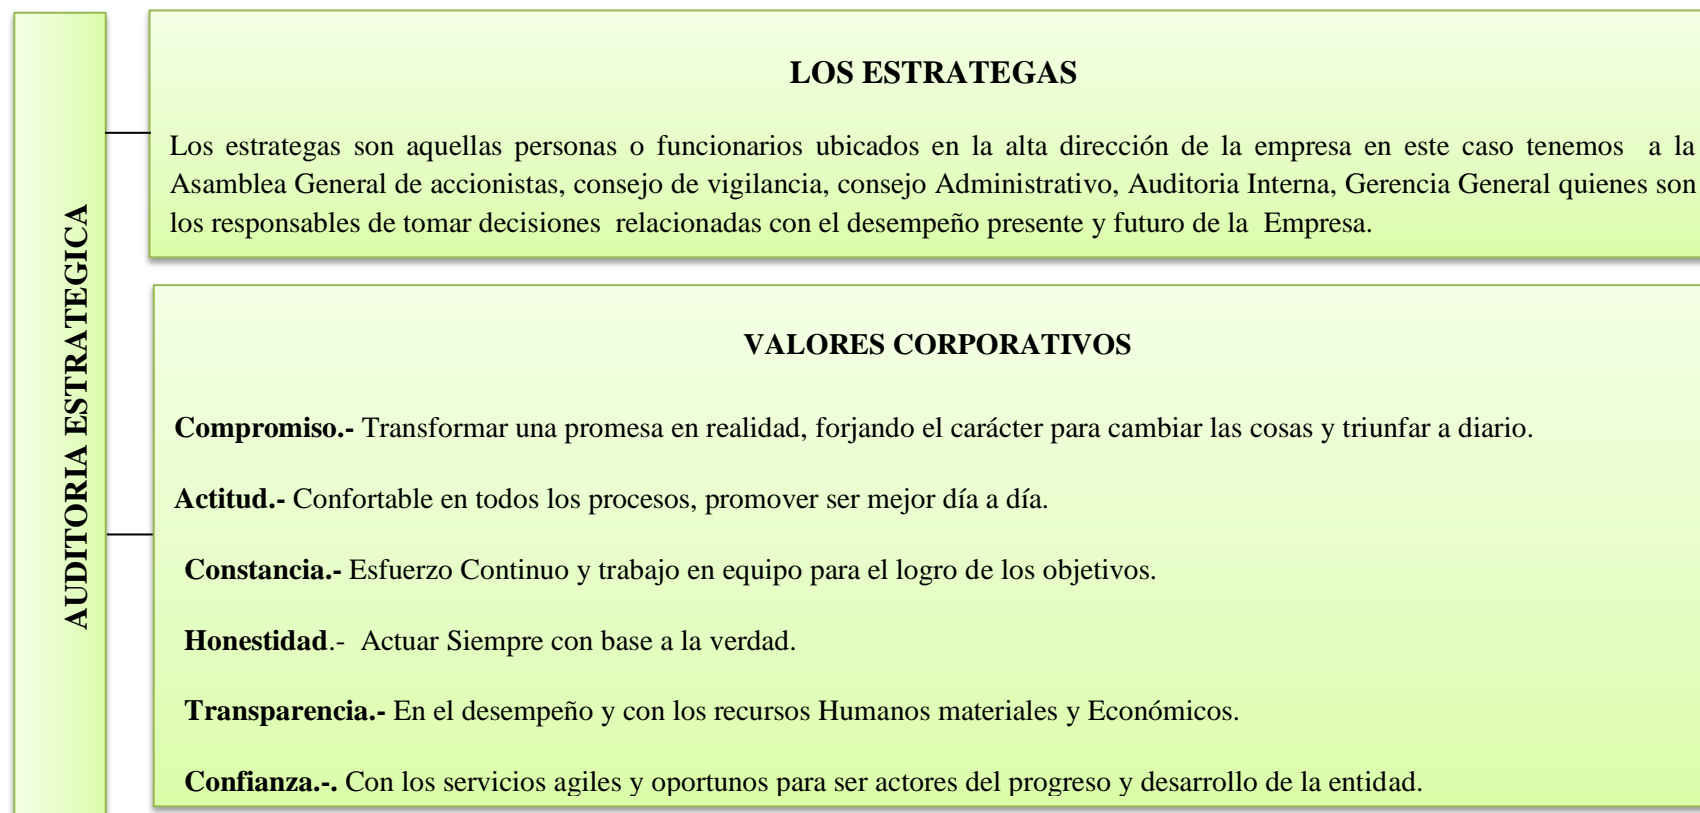 AUDITORIA ESTRATEGICA
LOS ESTRATEGAS
Los estrategas son aquellas personas o funcionarios ubicados en la alta dirección de la empresa en este caso tenemos a la
Asamblea General de accionistas, consejo de vigilancia, consejo Administrativo, Auditoria Interna, Gerencia General quienes son
los responsables de tomar decisiones relacionadas con el desempeño presente y futuro de la Empresa.
VALORES CORPORATIVOS
Compromiso.- Transformar una promesa en realidad, forjando el carácter para cambiar las cosas y triunfar a diario.
Actitud.- Confortable en todos los procesos, promover ser mejor día a día.
Constancia.- Esfuerzo Continuo y trabajo en equipo para el logro de los objetivos.
Honestidad.- Actuar Siempre con base a la verdad.
Transparencia.- En el desempeño y con los recursos Humanos materiales y Económicos.
Confianza.-. Con los servicios agiles y oportunos para ser actores del progreso y desarrollo de la entidad.